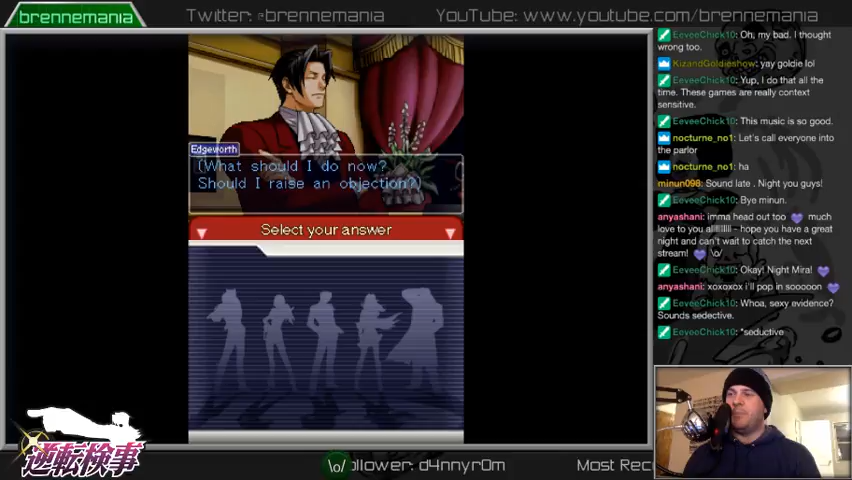 brennemania
Twitter: @brennemania
YouTube: www.youtube.com/brennemania
Edgeworth
(What should I do now?
Should I raise an objection?)
Select your answer
EeveeChick10: Oh, my bad. I thought
wrong too.
KizandGoldieshow: yay goldie lol
EeveeChick10: Yup, I do that all the
time. These games are really context
sensitive.
EeveeChick10: This music is so good.
nocturne_no1: Let's call everyone into
the parlor
nocturne_no1: ha
minun098: Sound late . Night you guys!
EeveeChick10: Bye minun.
anyashani: imma head out too 💜 much
love to you allllllllll - hope you have a great
night and can't wait to catch the next
stream! 💜 \o/
EeveeChick10: Okay! Night Mira! 💜
anyashani: xoxoxox i'll pop in sooooon 💜
EeveeChick10: Whoa, sexy evidence?
Sounds sedective.
EeveeChick10: *seductive
逆転検事
\o/
ollower: d4nnyr0m
Most Rec